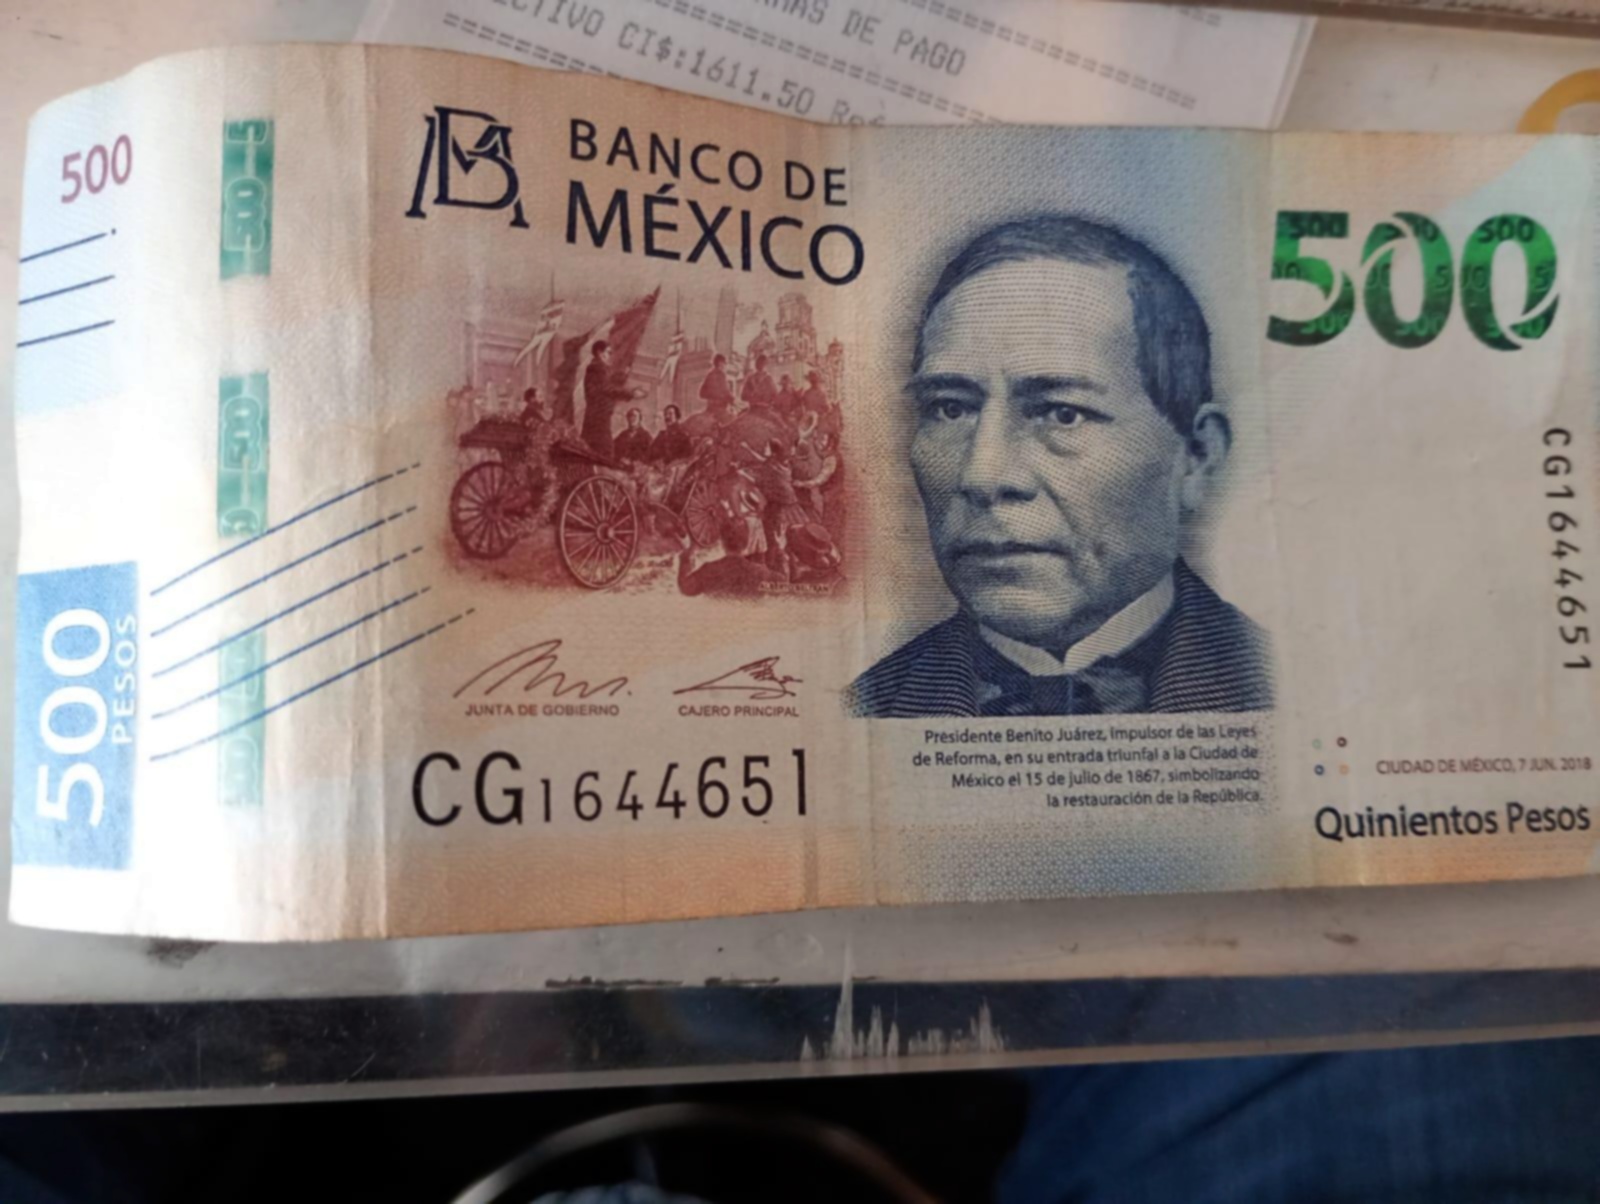 DE PAGO
CI$:1611.50
500
BM
BANCO DE
MÉXICO
500
500
PESOS
JUNTA DE GOBIERNO
CAJERO PRINCIPAL
CG1644651
Presidente Benito Juárez, impulsor de las Leyes
de Reforma, en su entrada triunfal a la Ciudad de
México el 15 de julio de 1867, simbolizando
la restauración de la República.
CG1644651
CIUDAD DE MÉXICO, 7 JUN. 2018
Quinientos Pesos